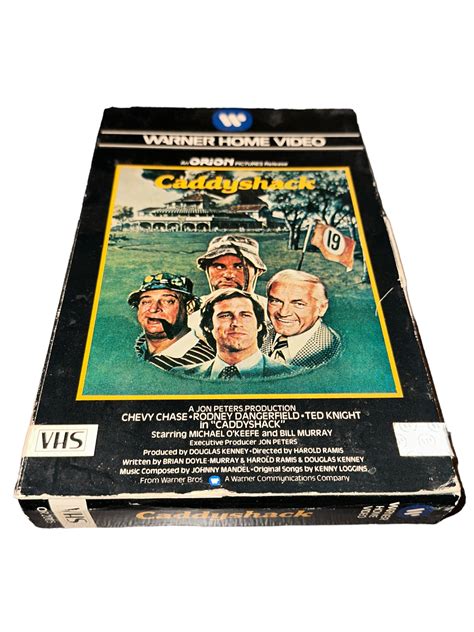 W
WARNER HOME VIDEO
An ORION PICTURES Release
Caddyshack
19
A JON PETERS PRODUCTION
CHEVY CHASE • RODNEY DANGERFIELD • TED KNIGHT
in "CADDYSHACK"
Starring MICHAEL O'KEEFE and BILL MURRAY
Executive Producer JON PETERS
Produced by DOUGLAS KENNEY • Directed by HAROLD RAMIS
Written by BRIAN DOYLE-MURRAY & HAROLD RAMIS & DOUGLAS KENNEY
Music Composed by JOHNNY MANDEL • Original Songs by KENNY LOGGINS
From Warner Bros. W A Warner Communications Company
VHS
VHS
Caddyshack
WARNER
HOME
VIDEO